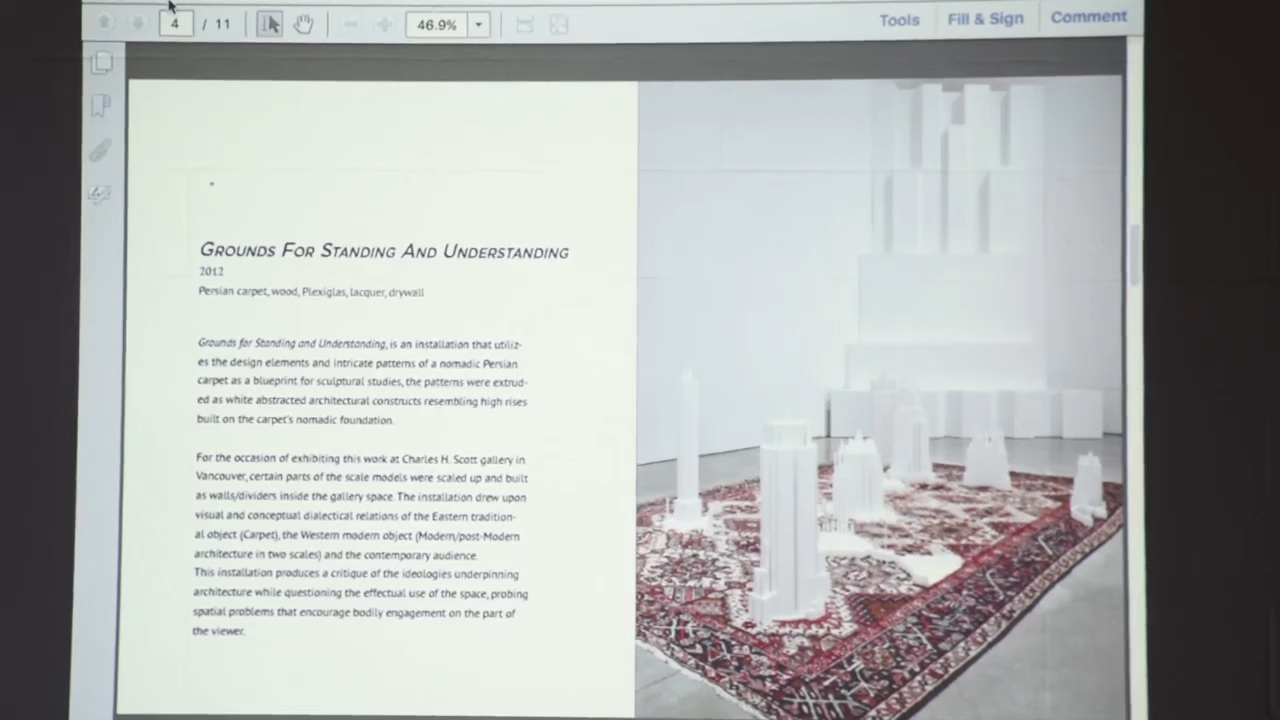 4 / 11 46.9% Tools Fill & Sign Comment
GROUNDS FOR STANDING AND UNDERSTANDING
2012
Persian carpet, wood, Plexiglas, lacquer, drywall
Grounds for Standing and Understanding, is an installation that utiliz-
es the design elements and intricate patterns of a nomadic Persian
carpet as a blueprint for sculptural studies, the patterns were extrud-
ed as white abstracted architectural constructs resembling high rises
built on the carpet's nomadic foundation.
For the occasion of exhibiting this work at Charles H. Scott gallery in
Vancouver, certain parts of the scale models were scaled up and built
as walls/dividers inside the gallery space. The installation drew upon
visual and conceptual dialectical relations of the Eastern tradition-
al object (Carpet), the Western modern object (Modern/post-Modern
architecture in two scales) and the contemporary audience.
This installation produces a critique of the ideologies underpinning
architecture while questioning the effectual use of the space, probing
spatial problems that encourage bodily engagement on the part of
the viewer.